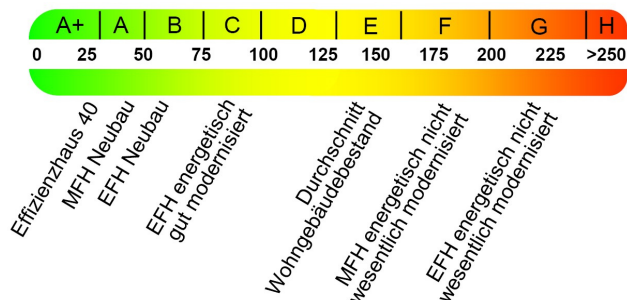 A+ A B C D E F G H
0 25 50 75 100 125 150 175 200 225 >250
Effizienzhaus 40
MFH Neubau
EFH Neubau
EFH energetisch
gut modernisiert
Durchschnitt
Wohngebäudebestand
MFH energetisch nicht
wesentlich modernisiert
EFH energetisch nicht
wesentlich modernisiert